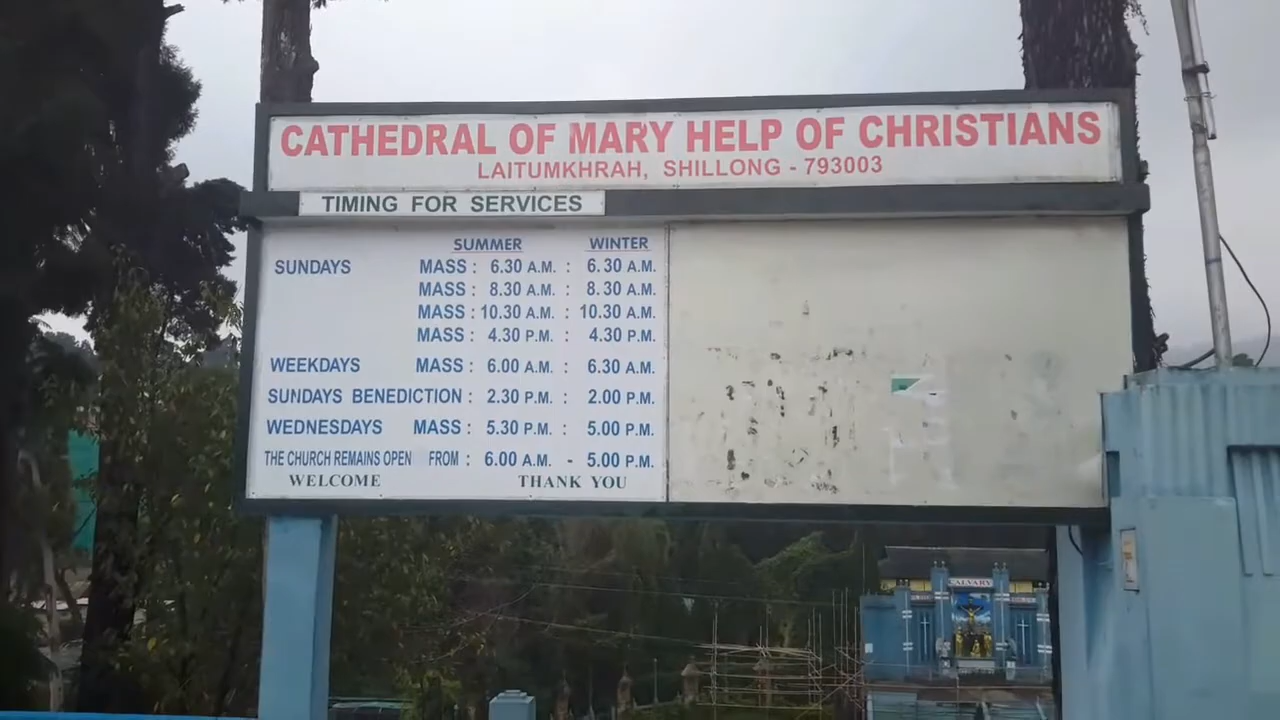 CATHEDRAL OF MARY HELP OF CHRISTIANS
LAITUMKHRAH, SHILLONG - 793003
TIMING FOR SERVICES
SUMMER WINTER
SUNDAYS MASS : 6.30 A.M. : 6.30 A.M.
MASS : 8.30 A.M. : 8.30 A.M.
MASS : 10.30 A.M. : 10.30 A.M.
MASS : 4.30 P.M. : 4.30 P.M.
WEEKDAYS MASS : 6.00 A.M. : 6.30 A.M.
SUNDAYS BENEDICTION : 2.30 P.M. : 2.00 P.M.
WEDNESDAYS MASS : 5.30 P.M. : 5.00 P.M.
THE CHURCH REMAINS OPEN FROM : 6.00 A.M. - 5.00 P.M.
WELCOME THANK YOU
CALVARY